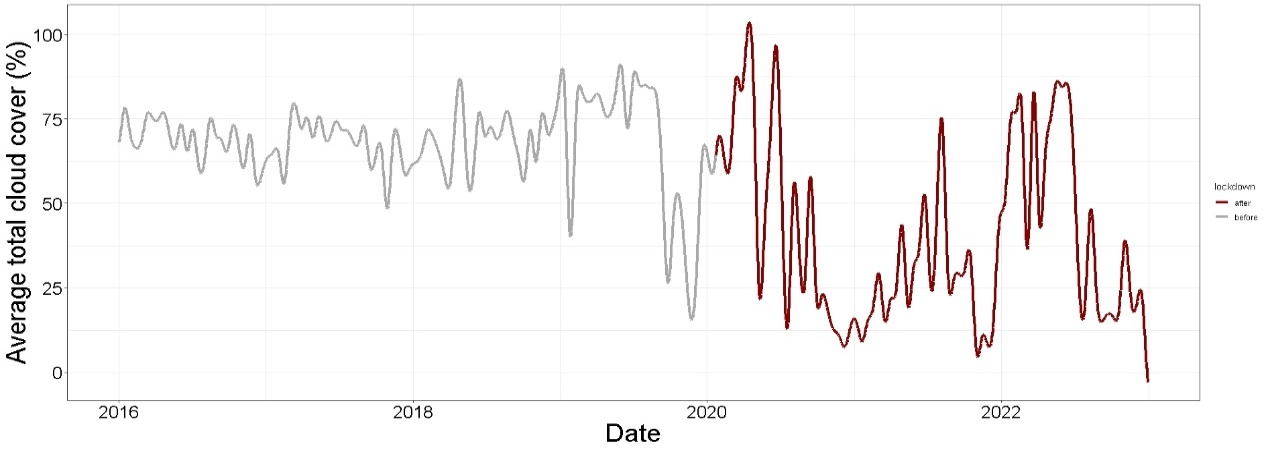 Average total cloud cover (%)
100
75
50
25
0
2016
2018
2020
2022
Date
lockdown
after
before